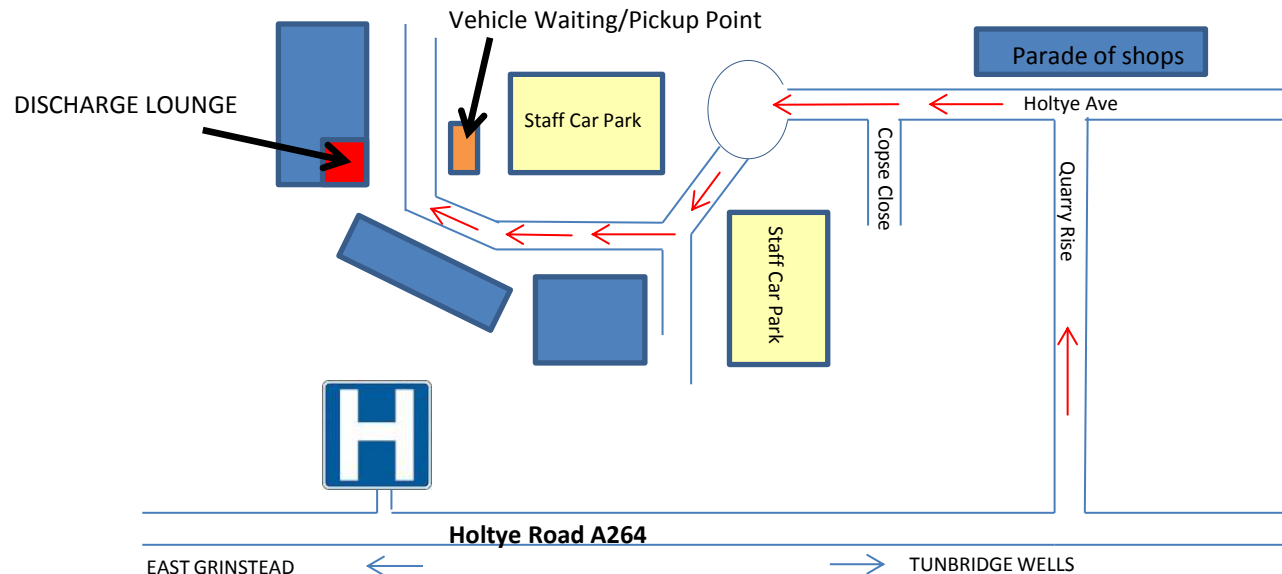 Vehicle Waiting/Pickup Point
DISCHARGE LOUNGE
Staff Car Park
Parade of shops
Holtye Ave
Copse Close
Quarry Rise
Staff Car Park
H
Holtye Road A264
EAST GRINSTEAD
TUNBRIDGE WELLS